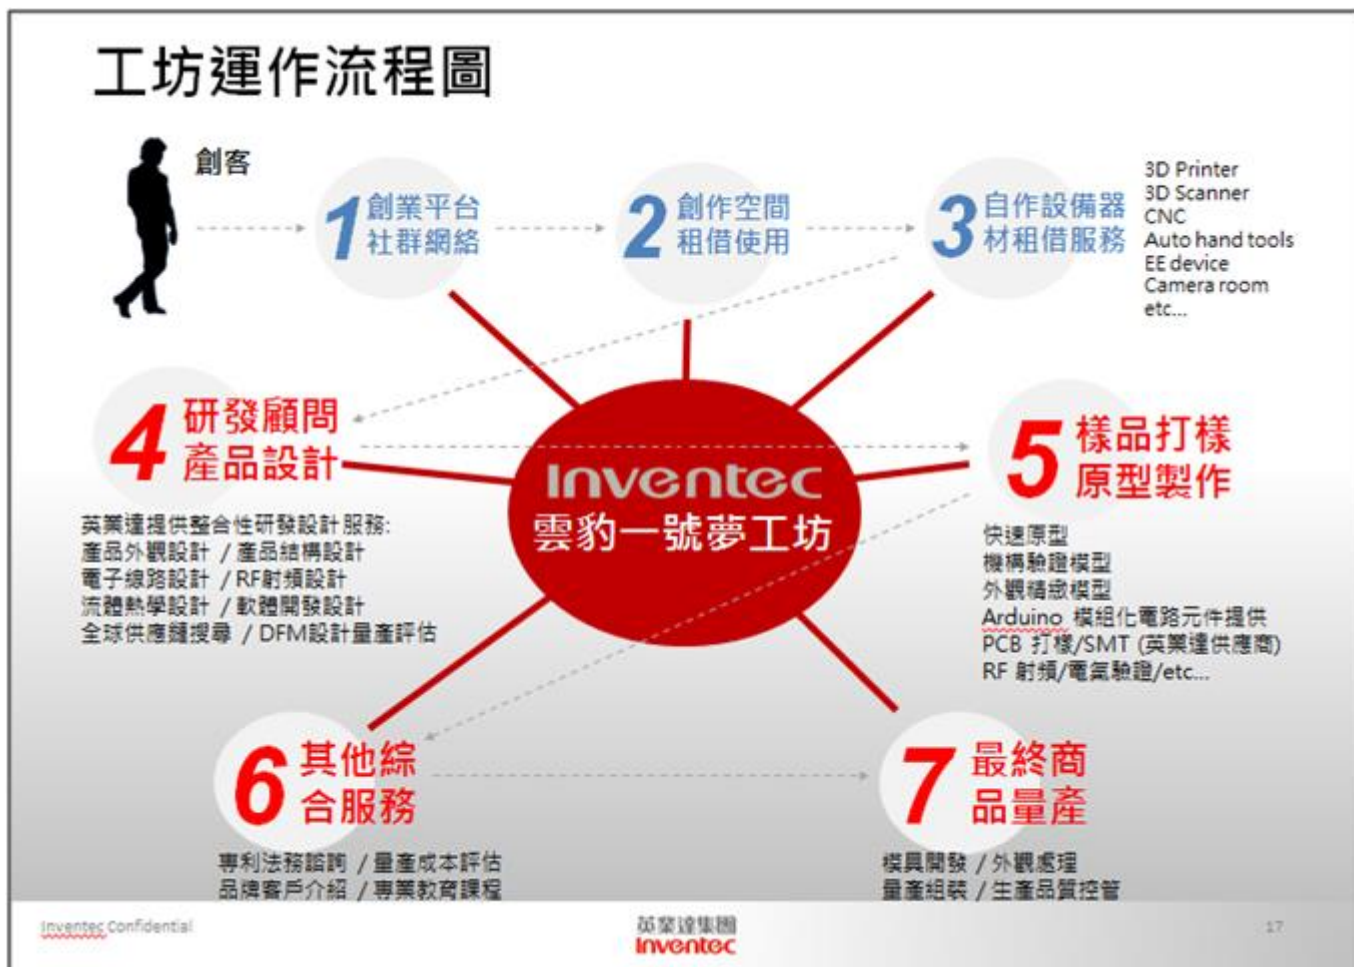 工坊運作流程圖
創客
1 創業平台
社群網絡
2 創作空間
租借使用
3 自作設備器
材租借服務
3D Printer
3D Scanner
CNC
Auto hand tools
EE device
Camera room
etc...
4 研發顧問
產品設計
英業達提供整合性研發設計服務:
產品外觀設計 / 產品結構設計
電子線路設計 / RF射頻設計
流體熱學設計 / 軟體開發設計
全球供應鏈搜尋 / DFM設計量產評估
Inventec
雲豹一號夢工坊
5 樣品打樣
原型製作
快速原型
機構驗證模型
外觀精緻模型
Arduino 模組化電路元件提供
PCB 打樣/SMT (英業達供應商)
RF 射頻/電氣驗證/etc...
6 其他綜
合服務
專利法務諮詢 / 量產成本評估
品牌客戶介紹 / 專業教育課程
7 最終商
品量產
模具開發 / 外觀處理
量產組裝 / 生產品質控管
Inventec Confidential
英業達集團
Inventec
17